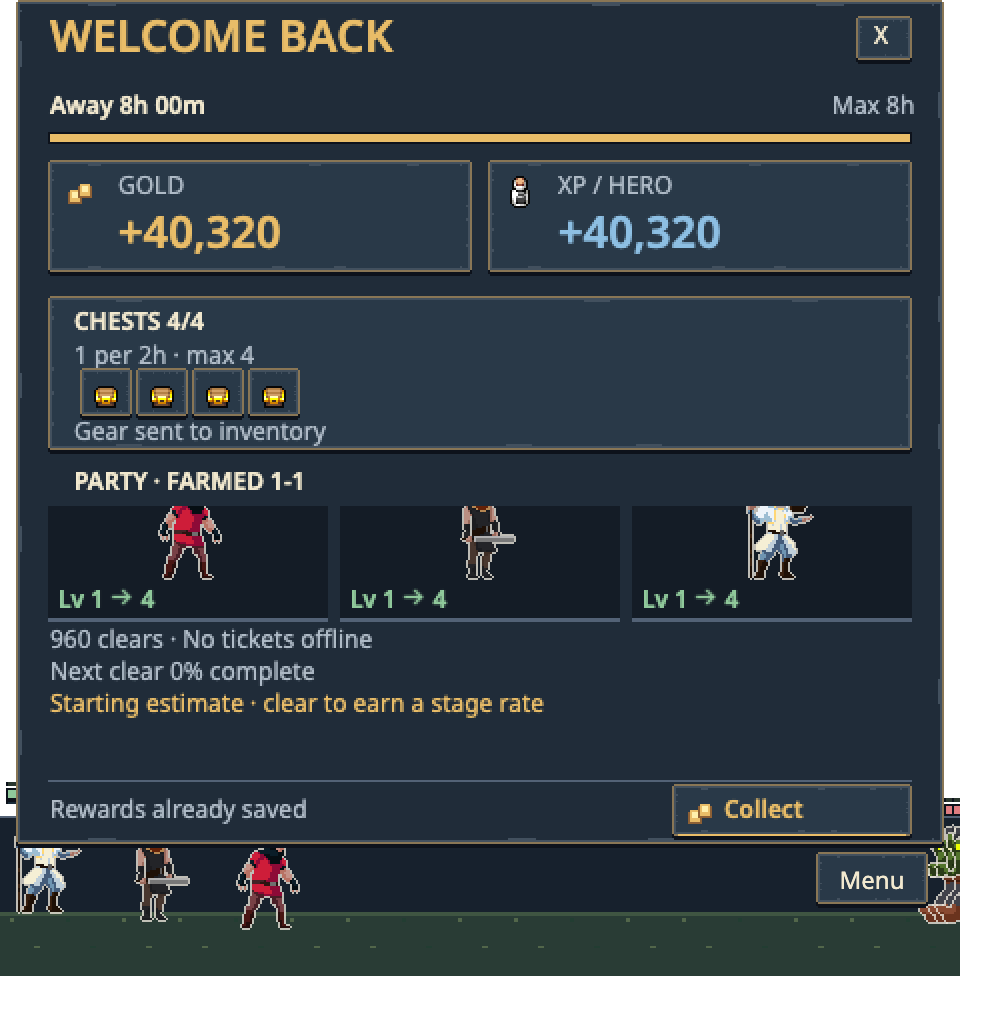 WELCOME BACK
X
Away 8h 00m
Max 8h
GOLD
+40,320
XP / HERO
+40,320
CHESTS 4/4
1 per 2h · max 4
Gear sent to inventory
PARTY · FARMED 1-1
Lv 1 → 4
Lv 1 → 4
Lv 1 → 4
960 clears · No tickets offline
Next clear 0% complete
Starting estimate · clear to earn a stage rate
Rewards already saved
Collect
Menu